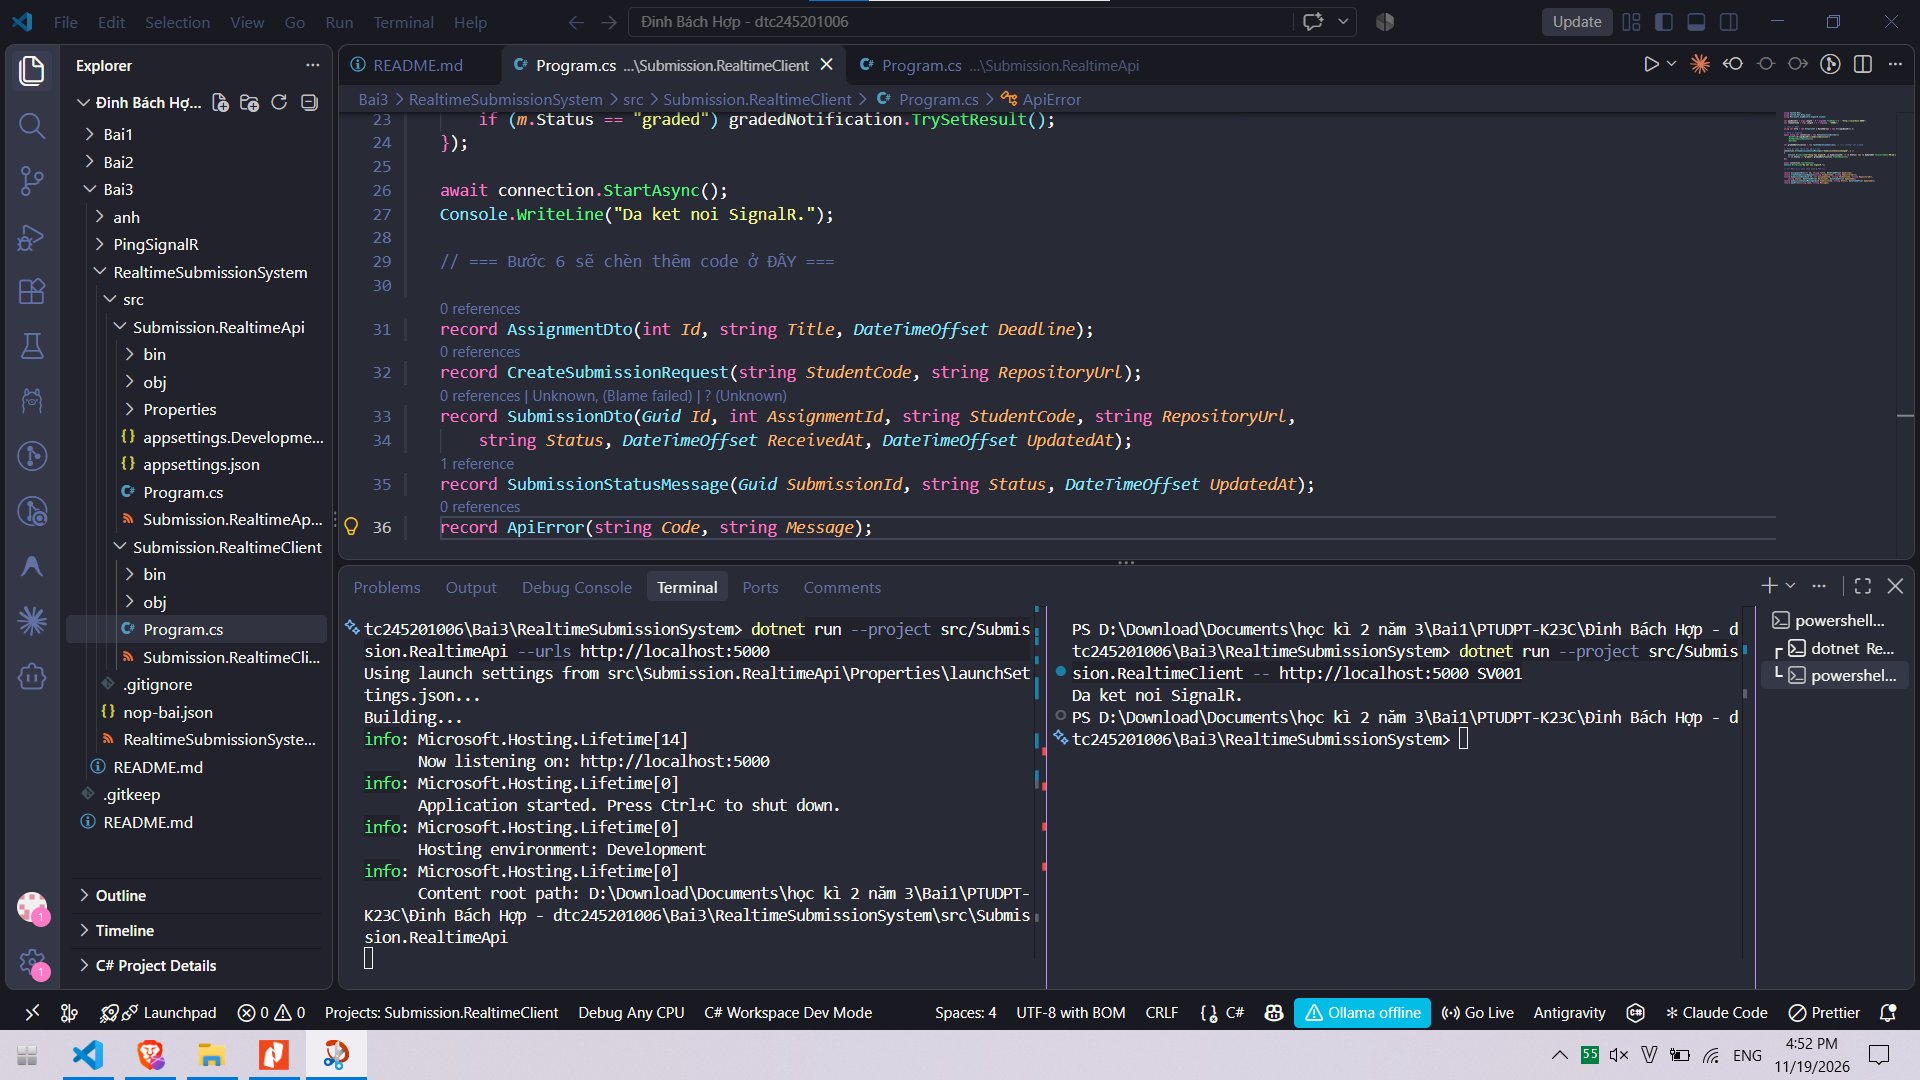 File Edit Selection View Go Run Terminal Help
Đinh Bách Hợp - dtc245201006
Update
Explorer
Đinh Bách Hợ...
Bai1
Bai2
Bai3
anh
PingSignalR
RealtimeSubmissionSystem
src
Submission.RealtimeApi
bin
obj
Properties
appsettings.Developme...
appsettings.json
Program.cs
Submission.RealtimeAp...
Submission.RealtimeClient
bin
obj
Program.cs
Submission.RealtimeCli...
.gitignore
nop-bai.json
RealtimeSubmissionSyste...
README.md
.gitkeep
README.md
Outline
Timeline
C# Project Details
README.md
Program.cs ...\Submission.RealtimeClient
Program.cs ...\Submission.RealtimeApi
Bai3 > RealtimeSubmissionSystem > src > Submission.RealtimeClient > Program.cs > ApiError
23 if (m.Status == "graded") gradedNotification.TrySetResult();
24 });
25
26 await connection.StartAsync();
27 Console.WriteLine("Da ket noi SignalR.");
28
29 // === Bước 6 sẽ chèn thêm code ở ĐÂY ===
30
0 references
31 record AssignmentDto(int Id, string Title, DateTimeOffset Deadline);
0 references
32 record CreateSubmissionRequest(string StudentCode, string RepositoryUrl);
0 references | Unknown, (Blame failed) | ? (Unknown)
33 record SubmissionDto(Guid Id, int AssignmentId, string StudentCode, string RepositoryUrl,
34 string Status, DateTimeOffset ReceivedAt, DateTimeOffset UpdatedAt);
1 reference
35 record SubmissionStatusMessage(Guid SubmissionId, string Status, DateTimeOffset UpdatedAt);
0 references
36 record ApiError(string Code, string Message);
Problems Output Debug Console Terminal Ports Comments
tc245201006\Bai3\RealtimeSubmissionSystem> dotnet run --project src/Submis
sion.RealtimeApi --urls http://localhost:5000
Using launch settings from src\Submission.RealtimeApi\Properties\launchSet
tings.json...
Building...
info: Microsoft.Hosting.Lifetime[14]
Now listening on: http://localhost:5000
info: Microsoft.Hosting.Lifetime[0]
Application started. Press Ctrl+C to shut down.
info: Microsoft.Hosting.Lifetime[0]
Hosting environment: Development
info: Microsoft.Hosting.Lifetime[0]
Content root path: D:\Download\Documents\học kì 2 năm 3\Bai1\PTUDPT-
K23C\Đinh Bách Hợp - dtc245201006\Bai3\RealtimeSubmissionSystem\src\Submis
sion.RealtimeApi
PS D:\Download\Documents\học kì 2 năm 3\Bai1\PTUDPT-K23C\Đinh Bách Hợp - d
tc245201006\Bai3\RealtimeSubmissionSystem> dotnet run --project src/Submis
sion.RealtimeClient -- http://localhost:5000 SV001
Da ket noi SignalR.
PS D:\Download\Documents\học kì 2 năm 3\Bai1\PTUDPT-K23C\Đinh Bách Hợp - d
tc245201006\Bai3\RealtimeSubmissionSystem>
powershell...
dotnet Re...
powershel...
1
1
Launchpad 0 0 Projects: Submission.RealtimeClient Debug Any CPU C# Workspace Dev Mode Spaces: 4 UTF-8 with BOM CRLF {} C# Ollama offline Go Live Antigravity Claude Code Prettier
55 ENG 4:52 PM
11/19/2026